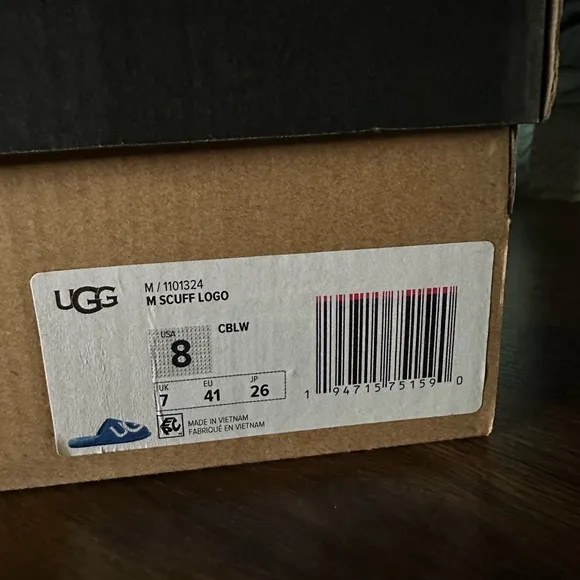 UGG
M / 1101324
M SCUFF LOGO
CBLW
USA
8
UK EU JP
7 41 26
MADE IN VIETNAM
FABRIQUÉ EN VIETNAM
1 94715 75159 0